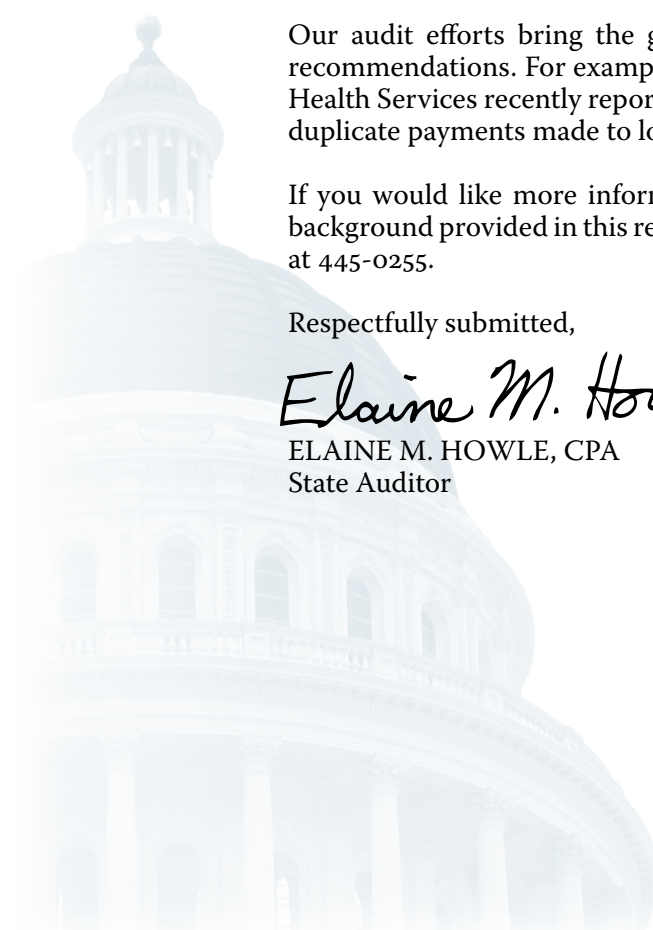 Our audit efforts bring the
recommendations. For examp
Health Services recently repor
duplicate payments made to lo
If you would like more inforn
background provided in this re
at 445-0255.
Respectfully submitted,
Elaine M. Ho
ELAINE M. HOWLE, CPA
State Auditor